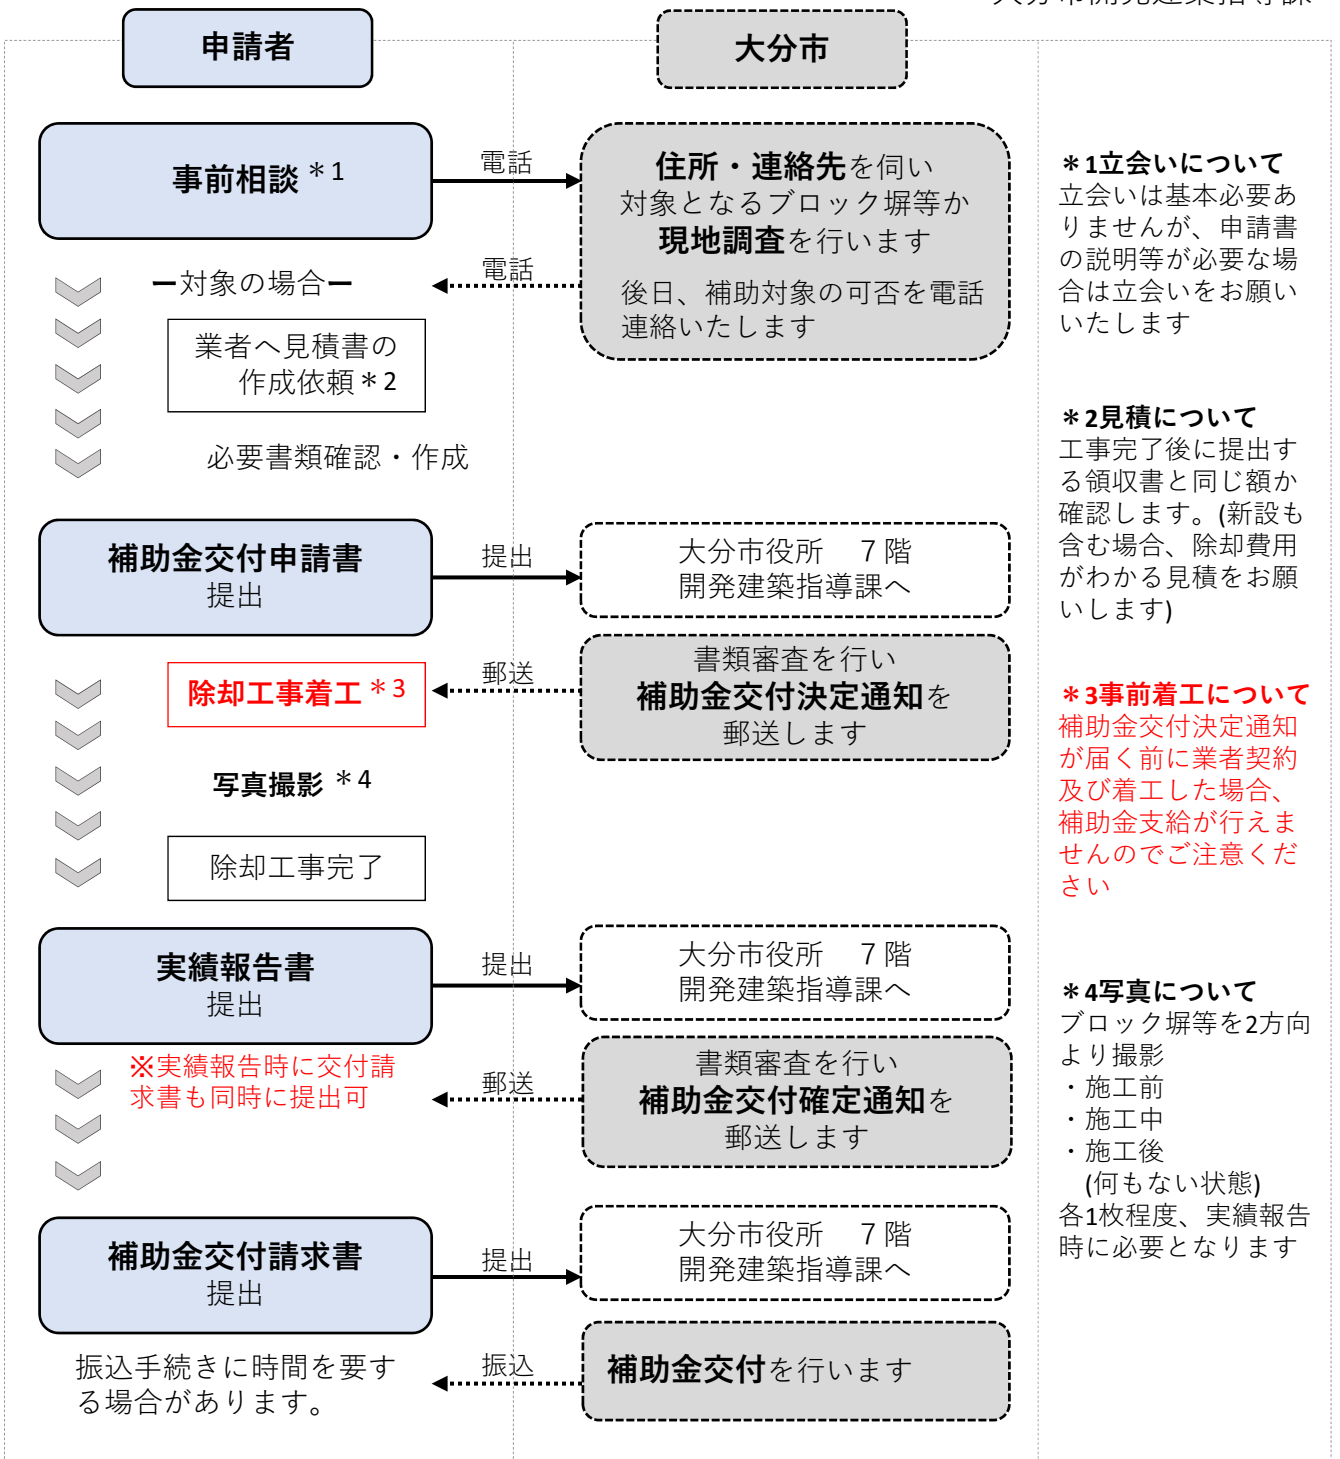 大分市開発建築指導課
申請者
大分市
事前相談＊1
電話
住所・連絡先を伺い
対象となるブロック塀等か
現地調査を行います
後日、補助対象の可否を電話
連絡いたします
電話
ー対象の場合ー
業者へ見積書の
作成依頼＊2
必要書類確認・作成
補助金交付申請書
提出
提出
大分市役所　７階
開発建築指導課へ
書類審査を行い
補助金交付決定通知を
郵送します
郵送
除却工事着工＊3
写真撮影＊4
除却工事完了
実績報告書
提出
提出
大分市役所　７階
開発建築指導課へ
※実績報告時に交付請
求書も同時に提出可
郵送
書類審査を行い
補助金交付確定通知を
郵送します
補助金交付請求書
提出
提出
大分市役所　７階
開発建築指導課へ
振込
補助金交付を行います
振込手続きに時間を要す
る場合があります。
＊1立会いについて
立会いは基本必要あ
りませんが、申請書
の説明等が必要な場
合は立会いをお願い
いたします
＊2見積について
工事完了後に提出す
る領収書と同じ額か
確認します。(新設も
含む場合、除却費用
がわかる見積をお願
いします)
＊3事前着工について
補助金交付決定通知
が届く前に業者契約
及び着工した場合、
補助金支給が行えま
せんのでご注意くだ
さい
＊4写真について
ブロック塀等を2方向
より撮影
・施工前
・施工中
・施工後
(何もない状態)
各1枚程度、実績報告
時に必要となります